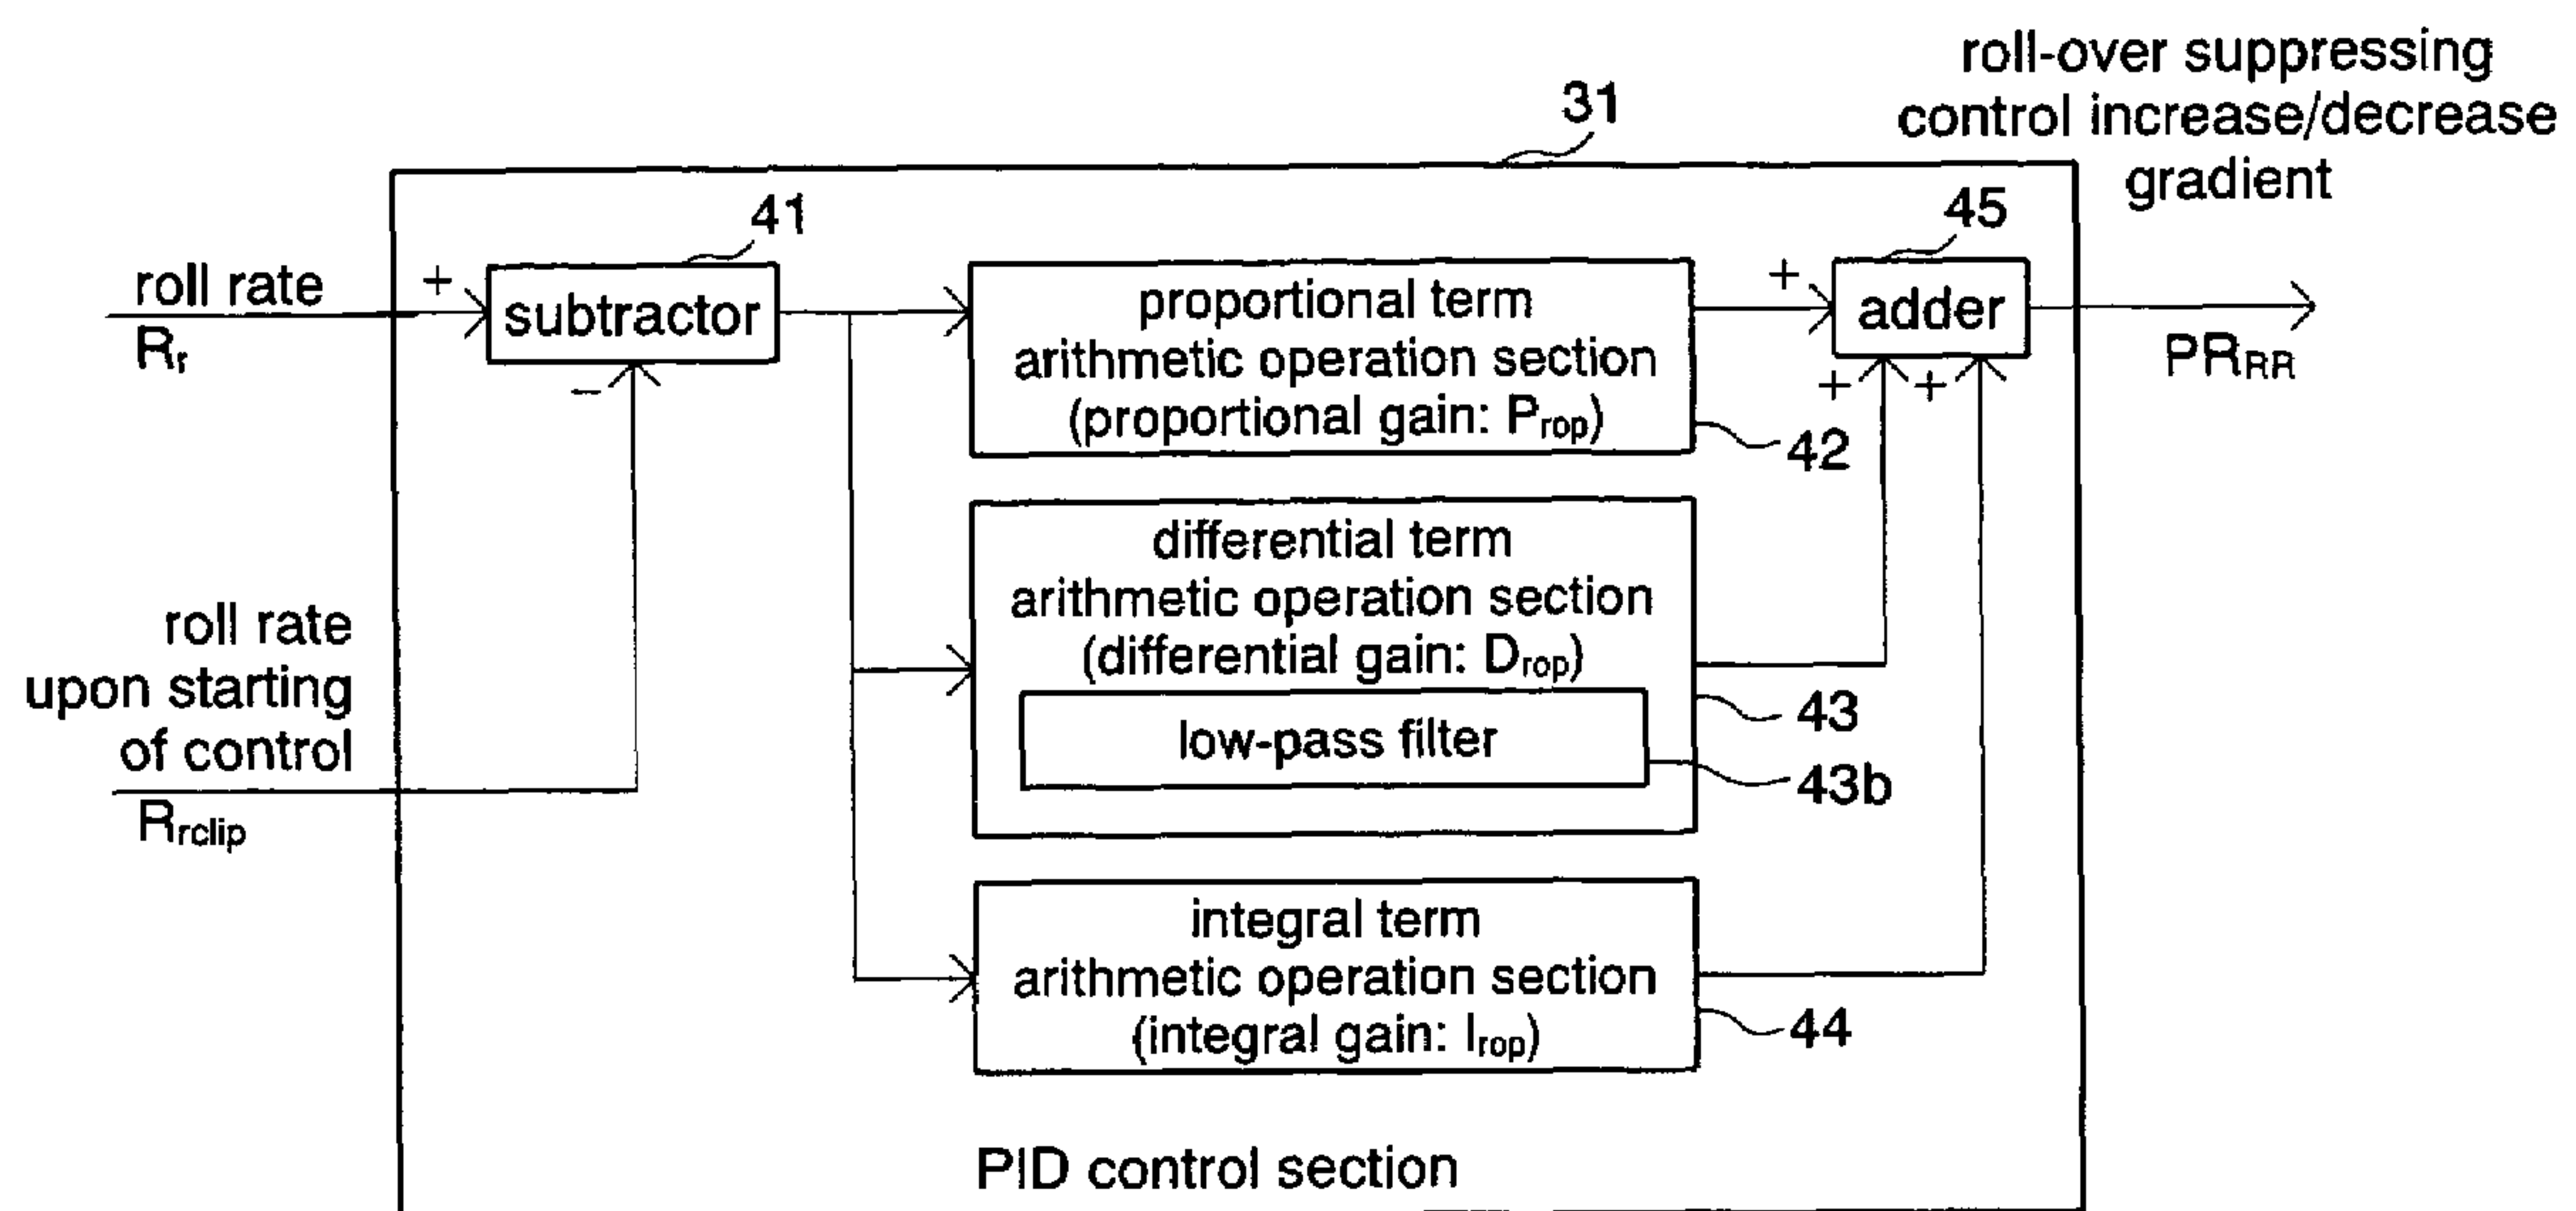 roll-over suppressing
control increase/decrease
gradient
31
41
45
roll rate
+
R_r
subtractor
−
proportional term
arithmetic operation section
(proportional gain: P_rop)
42
+
adder
+
+
PR_RR
differential term
arithmetic operation section
(differential gain: D_rop)
43
low-pass filter
43b
roll rate
upon starting
of control
R_rclip
integral term
arithmetic operation section
(integral gain: I_rop)
44
PID control section